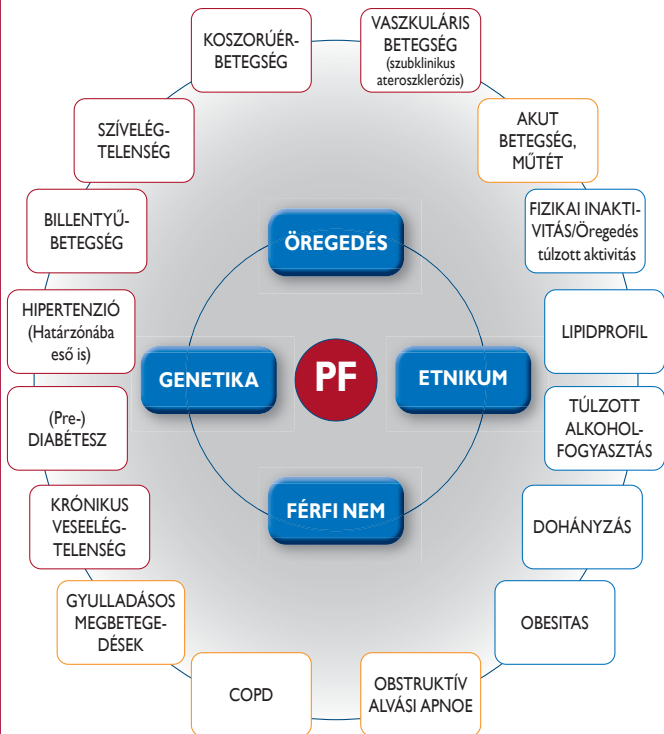 KOSZORÚÉR-
BETEGSÉG
VASZKULÁRIS
BETEGSÉG
(szubklinikus
ateroszklerózis)
SZÍVELÉG-
TELENSÉG
AKUT
BETEGSÉG,
MŰTÉT
BILLENTYŰ-
BETEGSÉG
FIZIKAI INAKTI-
VITÁS/Öregedés
túlzott aktivitás
ÖREGEDÉS
HIPERTENZIÓ
(Határzónába
eső is)
LIPIDPROFIL
GENETIKA
PF
ETNIKUM
(Pre-)
DIABÉTESZ
TÚLZOTT
ALKOHOL-
FOGYASZTÁS
KRÓNIKUS
VESEELÉG-
TELENSÉG
FÉRFI NEM
DOHÁNYZÁS
GYULLADÁSOS
MEGBETEGE-
DÉSEK
OBESITAS
COPD
OBSTRUKTÍV
ALVÁSI APNOE